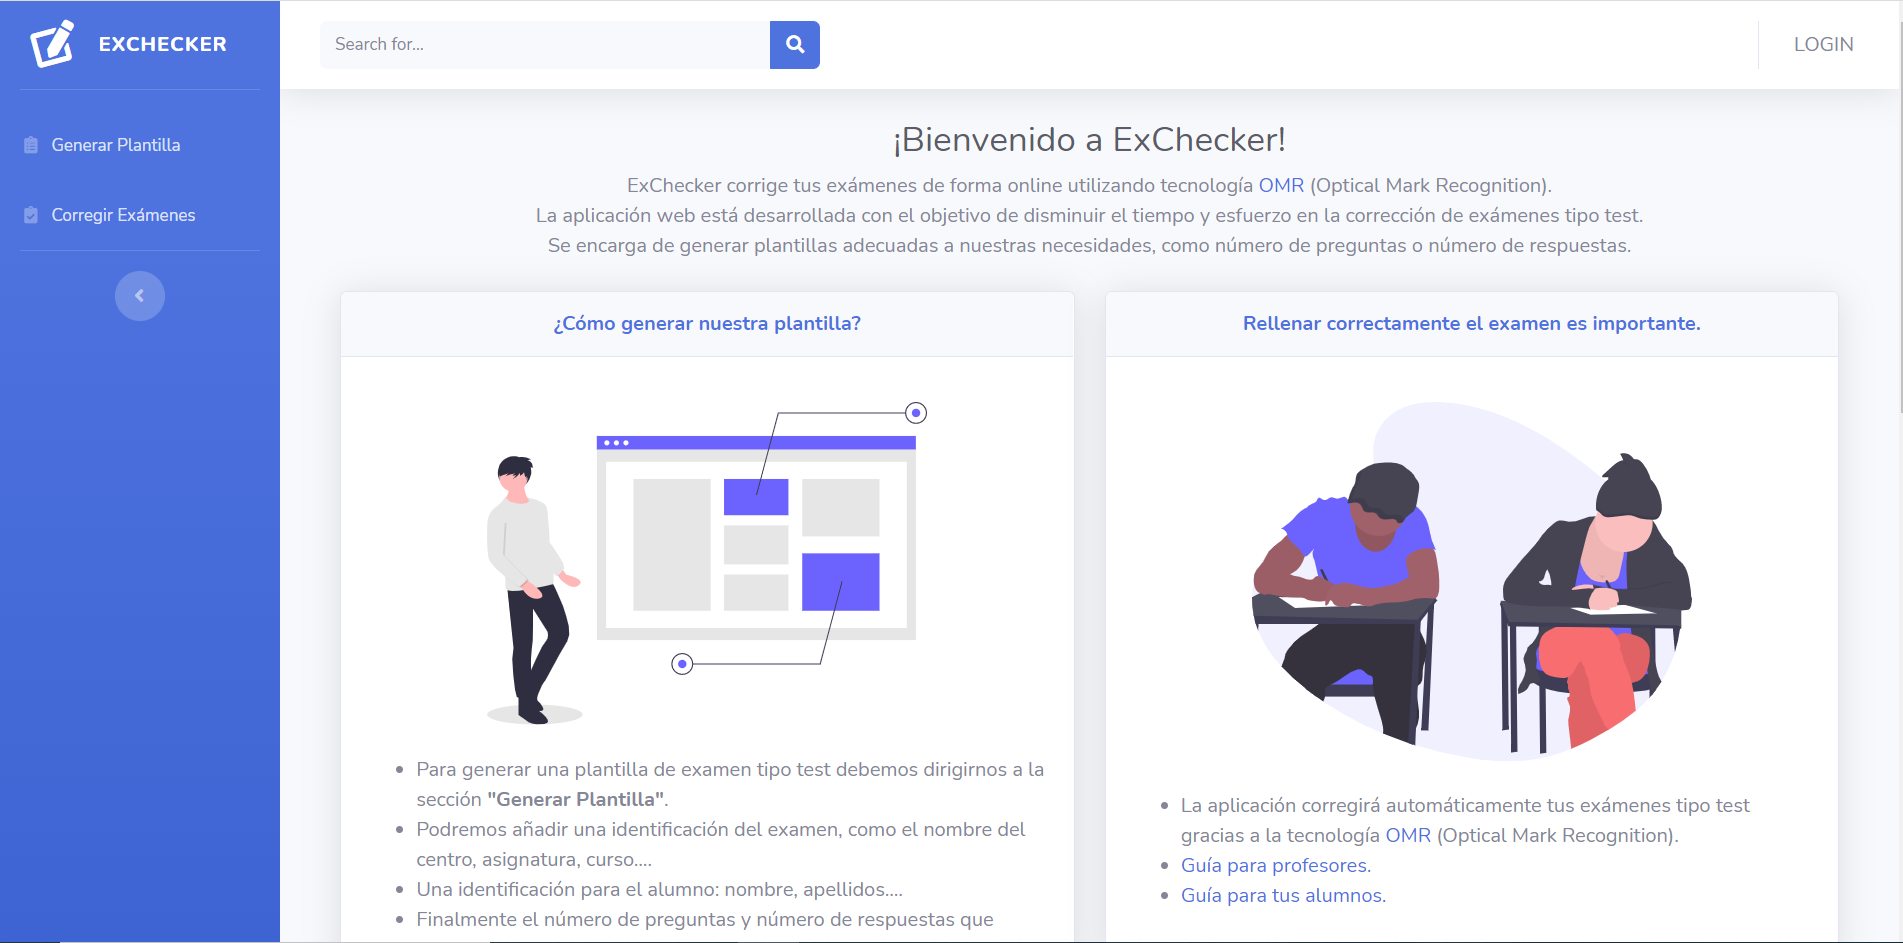 EXCHECKER
Search for...
LOGIN
Generar Plantilla
Corregir Exámenes
¡Bienvenido a ExChecker!
ExChecker corrige tus exámenes de forma online utilizando tecnología OMR (Optical Mark Recognition).
La aplicación web está desarrollada con el objetivo de disminuir el tiempo y esfuerzo en la corrección de exámenes tipo test.
Se encarga de generar plantillas adecuadas a nuestras necesidades, como número de preguntas o número de respuestas.
¿Cómo generar nuestra plantilla?
Para generar una plantilla de examen tipo test debemos dirigirnos a la
sección "Generar Plantilla".
Podremos añadir una identificación del examen, como el nombre del
centro, asignatura, curso....
Una identificación para el alumno: nombre, apellidos....
Finalmente el número de preguntas y número de respuestas que
Rellenar correctamente el examen es importante.
La aplicación corregirá automáticamente tus exámenes tipo test
gracias a la tecnología OMR (Optical Mark Recognition).
Guía para profesores.
Guía para tus alumnos.